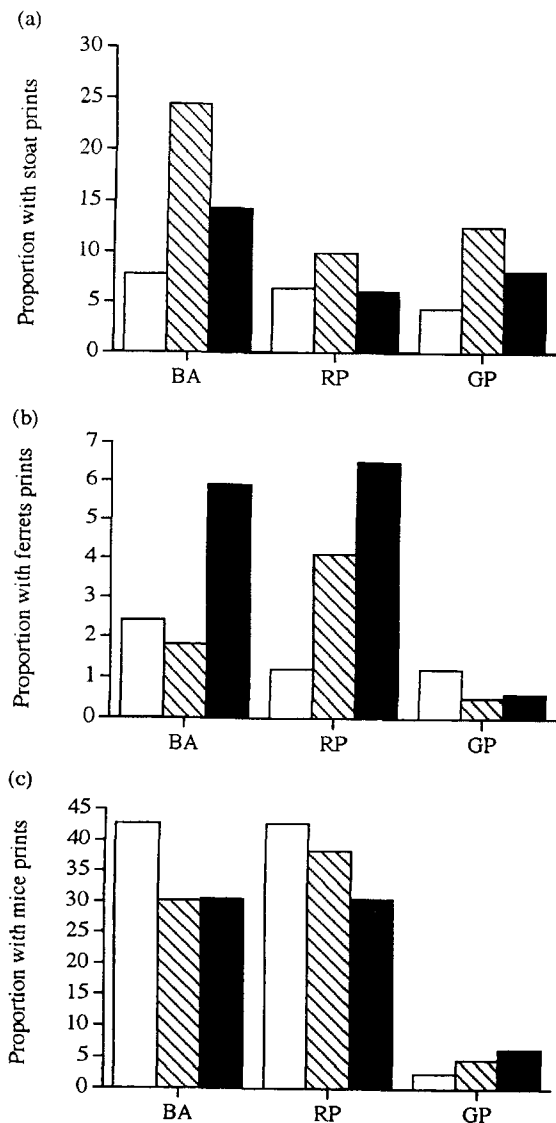 (a)
Proportion with stoat prints
30
25
20
15
10
5
0
BA RP GP
(b)
Proportion with ferrets prints
7
6
5
4
3
2
1
0
BA RP GP
(c)
Proportion with mice prints
45
40
35
30
25
20
15
10
5
0
BA RP GP